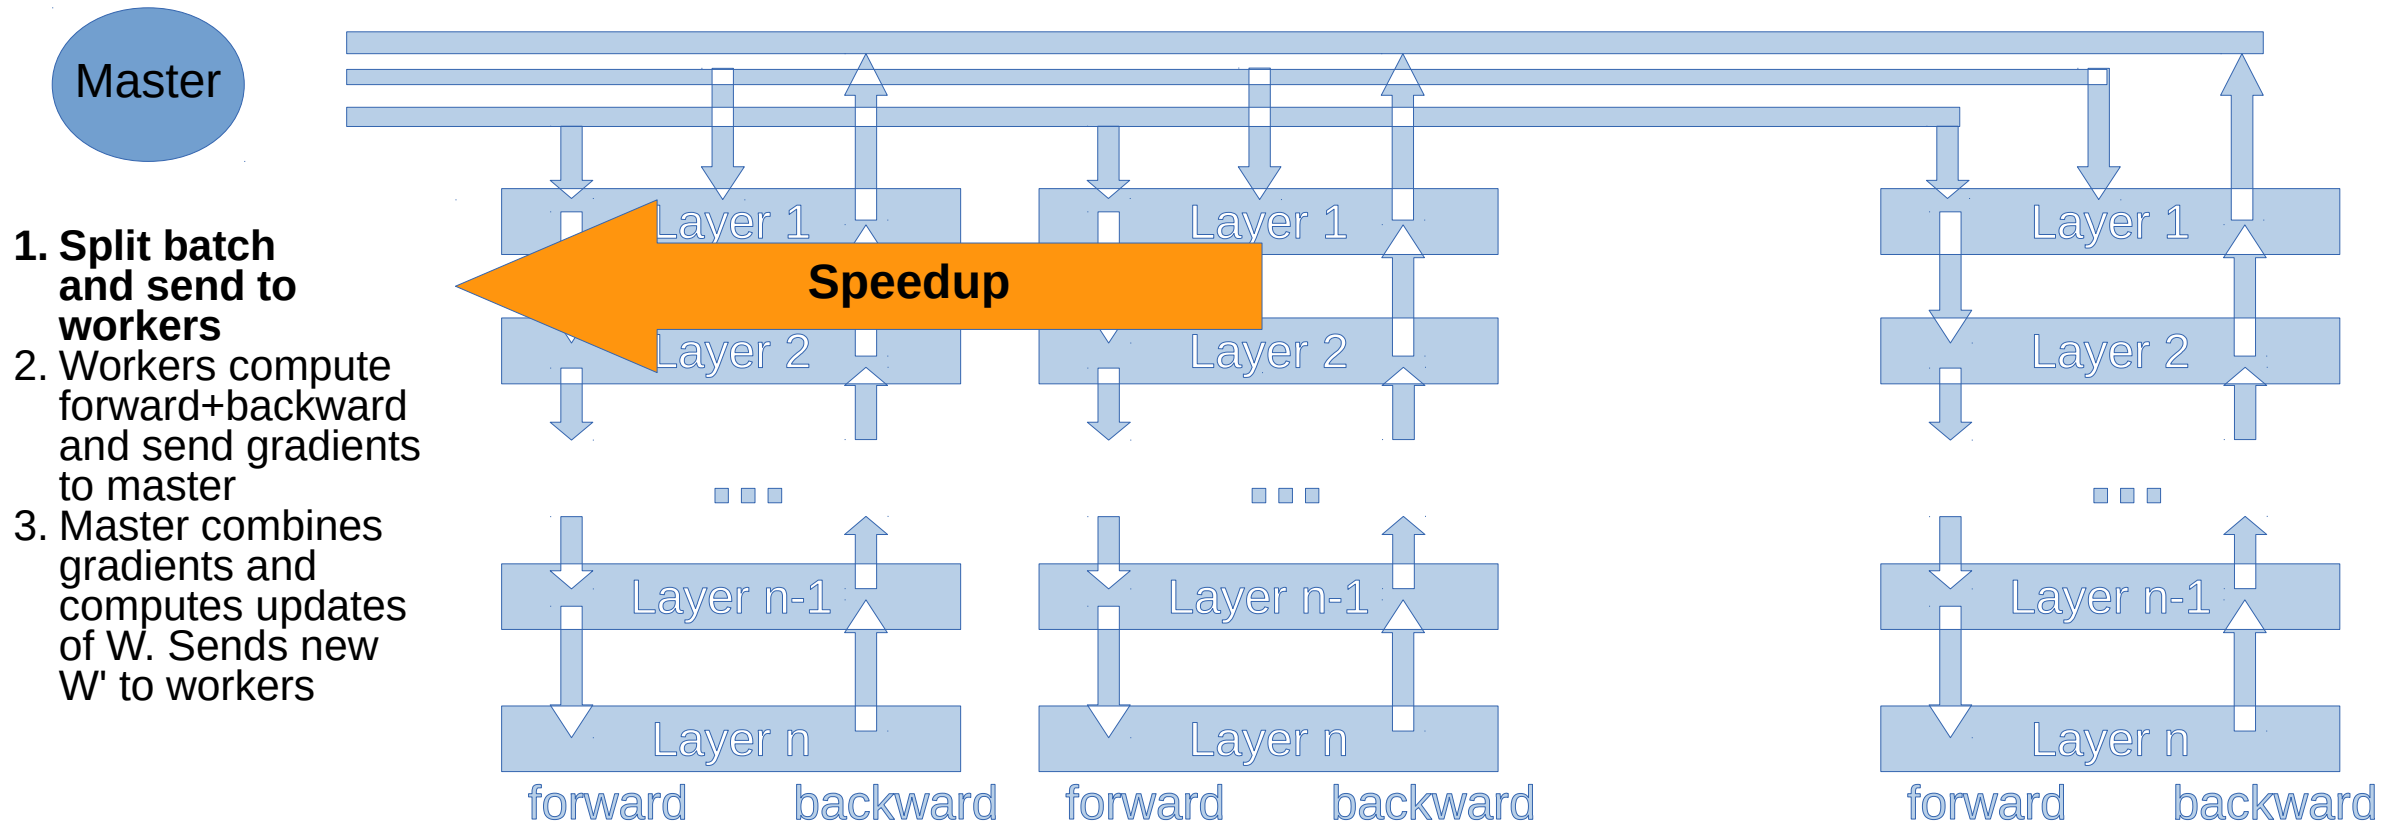 Master
1. Split batch
and send to
workers
2. Workers compute
forward+backward
and send gradients
to master
3. Master combines
gradients and
computes updates
of W. Sends new
W' to workers
Speedup
Layer 1
Layer 2
Layer n-1
Layer n
forward backward
Layer 1
Layer 2
Layer n-1
Layer n
forward backward
Layer 1
Layer 2
Layer n-1
Layer n
forward backward